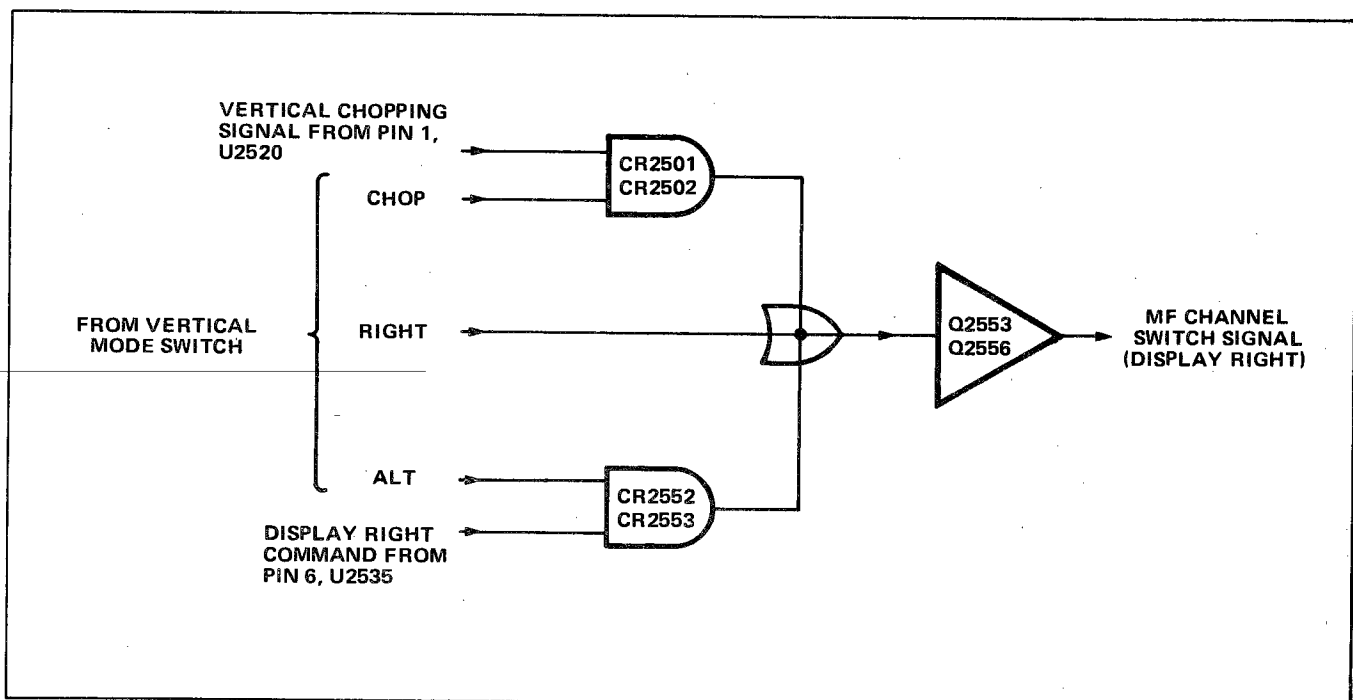 VERTICAL CHOPPING
SIGNAL FROM PIN 1,
U2520
CHOP
CR2501
CR2502
FROM VERTICAL
MODE SWITCH
RIGHT
Q2553
Q2556
MF CHANNEL
SWITCH SIGNAL
(DISPLAY RIGHT)
ALT
CR2552
CR2553
DISPLAY RIGHT
COMMAND FROM
PIN 6, U2535